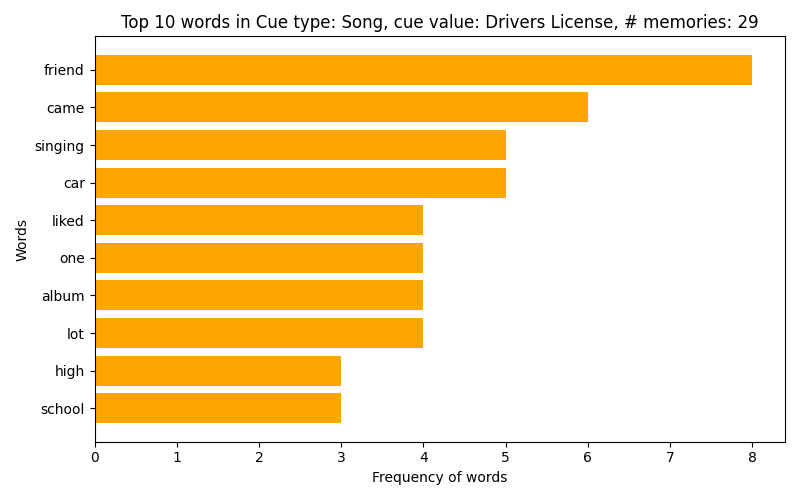 Top 10 words in Cue type: Song, cue value: Drivers License, # memories: 29
friend
came
singing
car
liked
one
album
lot
high
school
Words
0 1 2 3 4 5 6 7 8
Frequency of words